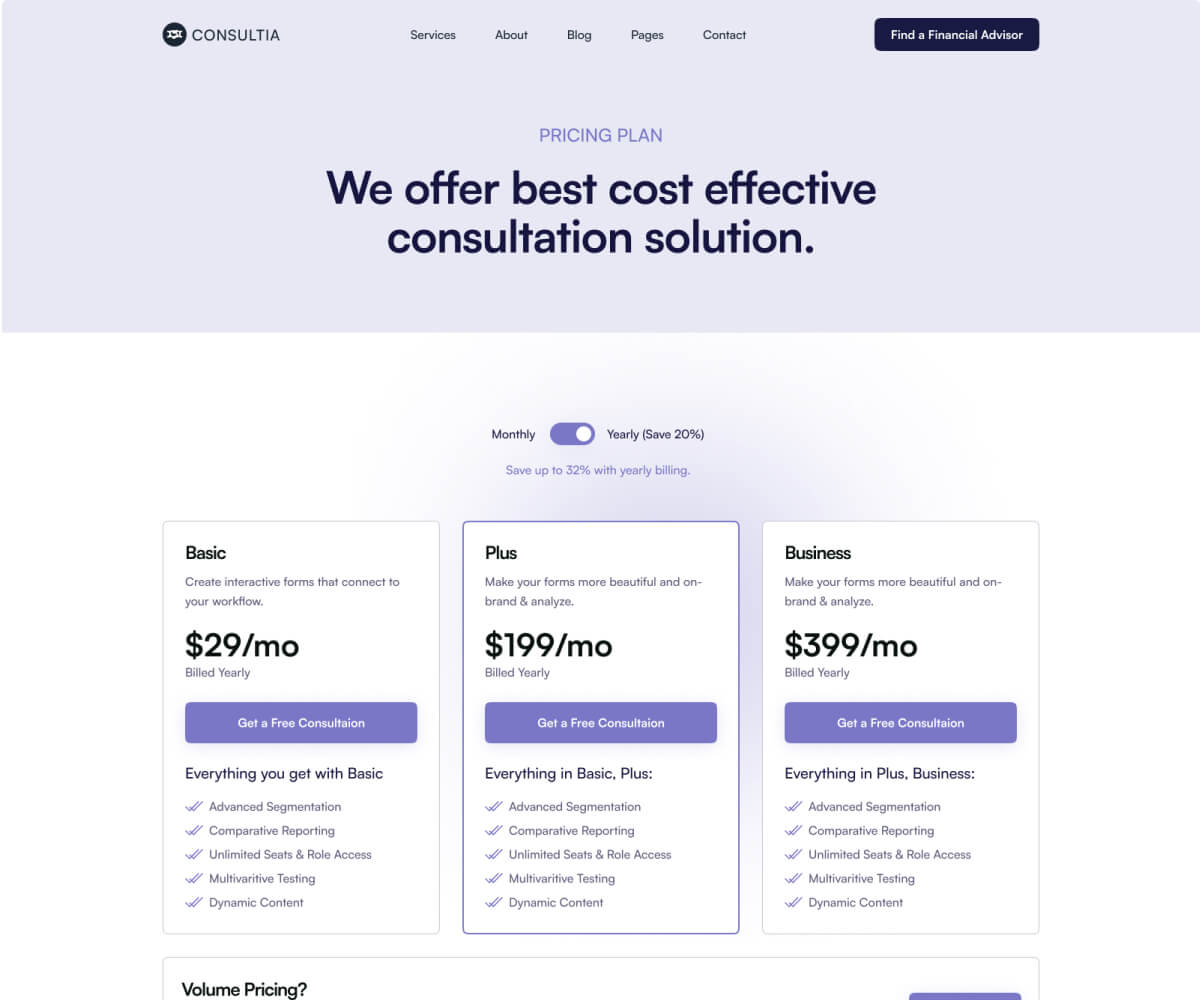 CONSULTIA
Services About Blog Pages Contact
Find a Financial Advisor
PRICING PLAN
We offer best cost effective
consultation solution.
Monthly Yearly (Save 20%)
Save up to 32% with yearly billing.
Basic
Create interactive forms that connect to
your workflow.
$29/mo
Billed Yearly
Get a Free Consultaion
Everything you get with Basic
Advanced Segmentation
Comparative Reporting
Unlimited Seats & Role Access
Multivaritive Testing
Dynamic Content
Plus
Make your forms more beautiful and on-
brand & analyze.
$199/mo
Billed Yearly
Get a Free Consultaion
Everything in Basic, Plus:
Advanced Segmentation
Comparative Reporting
Unlimited Seats & Role Access
Multivaritive Testing
Dynamic Content
Business
Make your forms more beautiful and on-
brand & analyze.
$399/mo
Billed Yearly
Get a Free Consultaion
Everything in Plus, Business:
Advanced Segmentation
Comparative Reporting
Unlimited Seats & Role Access
Multivaritive Testing
Dynamic Content
Volume Pricing?